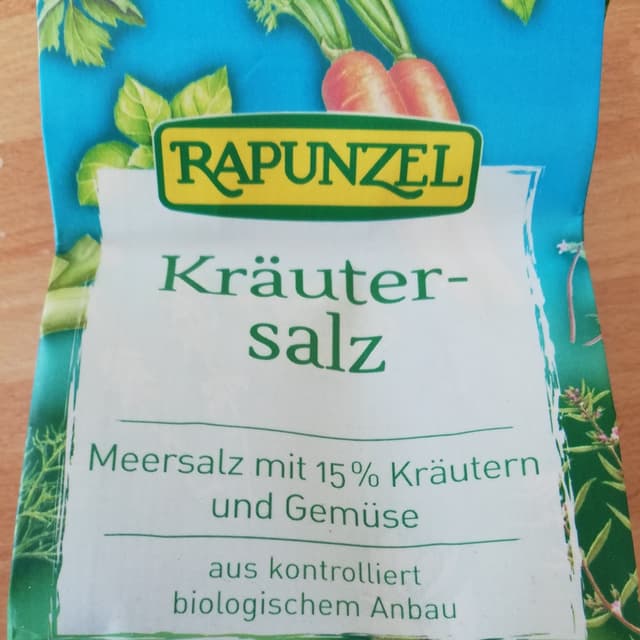 RAPUNZEL
Kräuter-
salz
Meersalz mit 15% Kräutern
und Gemüse
aus kontrolliert
biologischem Anbau